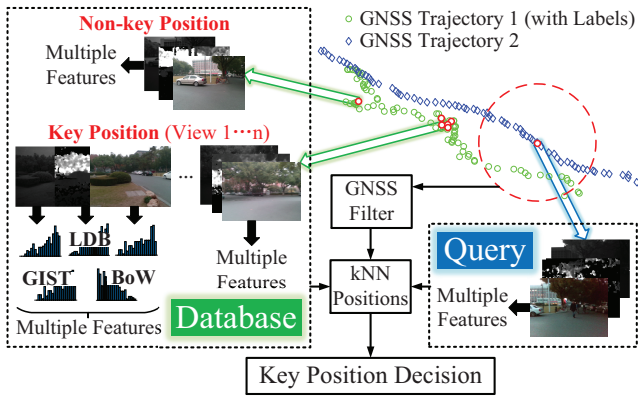 Non-key Position
Multiple
Features
GNSS Trajectory 1 (with Labels)
GNSS Trajectory 2
Key Position (View 1···n)
...
LDB
GIST
BoW
Multiple Features
Multiple
Features
Database
GNSS
Filter
kNN
Positions
Query
Multiple
Features
Key Position Decision